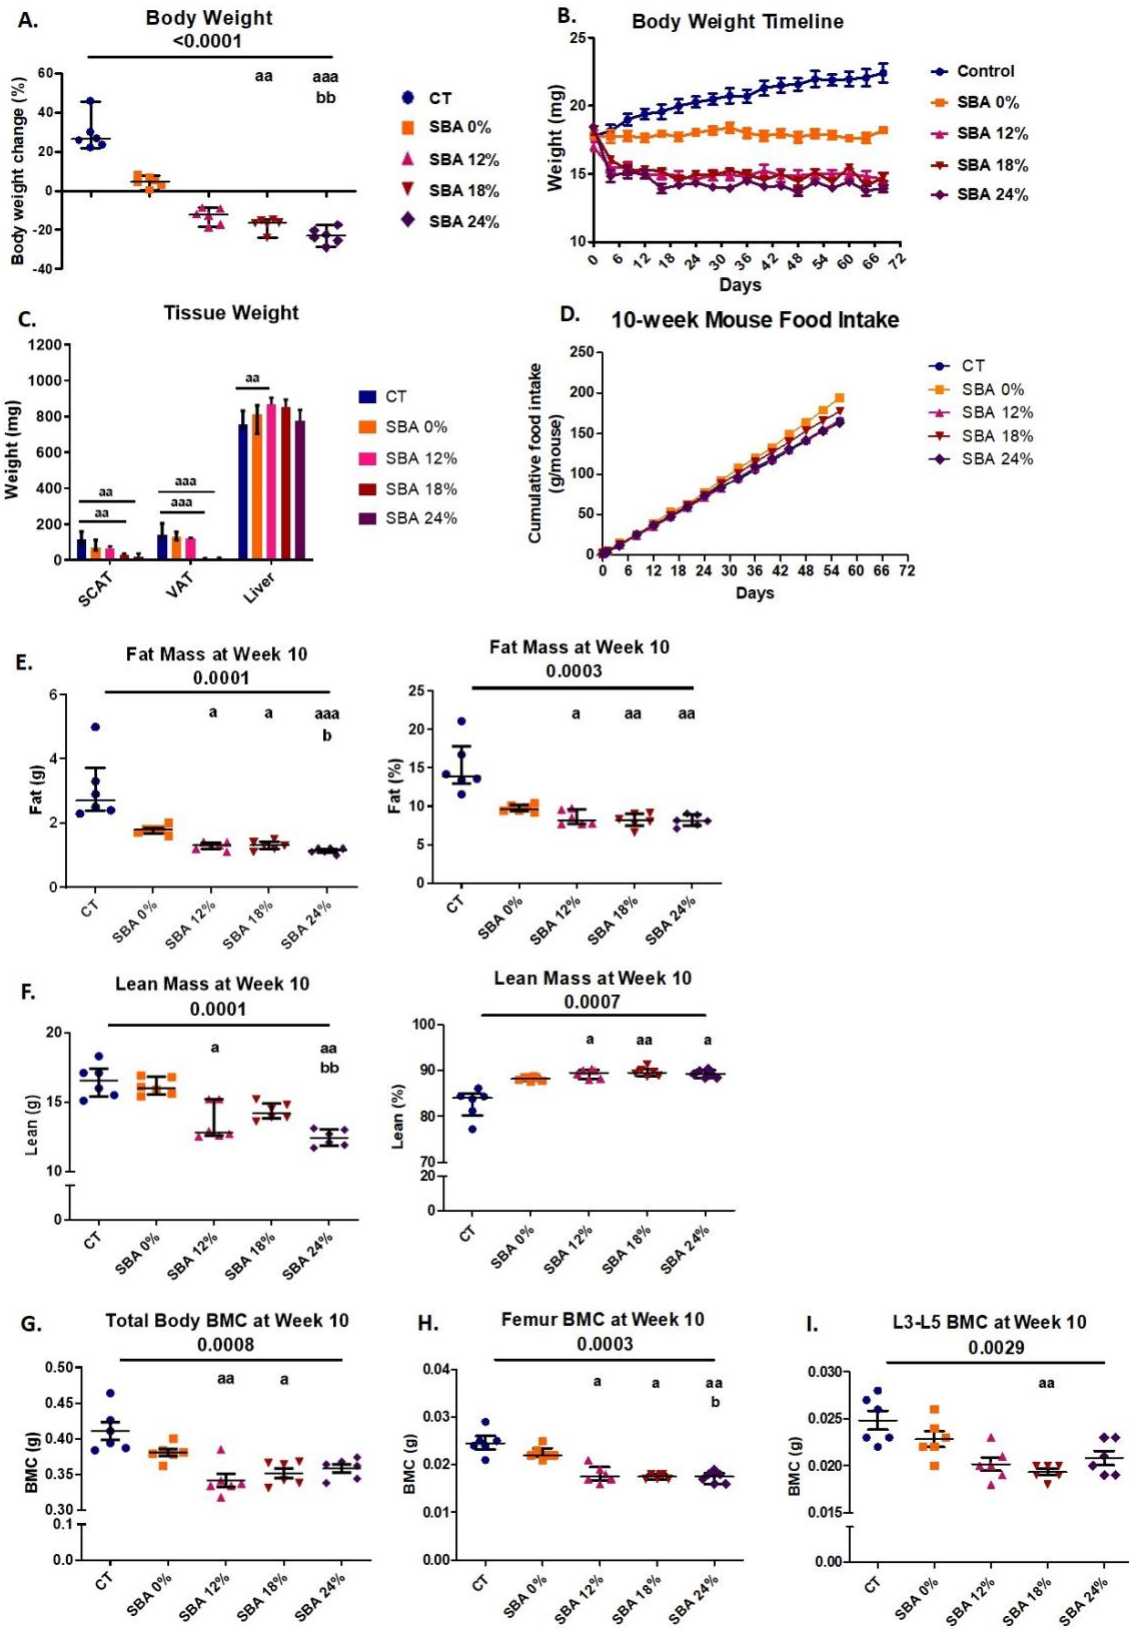 A.
Body Weight
<0.0001
aa
aaa
bb
Body weight change (%)
60
40
20
0
-20
-40
CT
SBA 0%
SBA 12%
SBA 18%
SBA 24%
B.
Body Weight Timeline
Weight (mg)
25
20
15
10
0 6 12 18 24 30 36 42 48 54 60 66 72
Days
Control
SBA 0%
SBA 12%
SBA 18%
SBA 24%
C.
Tissue Weight
Weight (mg)
1200
1000
800
600
400
200
0
aa
aa
aaa
aaa
aa
SCAT VAT Liver
CT
SBA 0%
SBA 12%
SBA 18%
SBA 24%
D.
10-week Mouse Food Intake
Cumulative food intake
(g/mouse)
250
200
150
100
50
0
0 6 12 18 24 30 36 42 48 54 60 66 72
Days
CT
SBA 0%
SBA 12%
SBA 18%
SBA 24%
E.
Fat Mass at Week 10
0.0001
a a aaa
b
Fat (g)
6
4
2
0
CT SBA 0% SBA 12% SBA 18% SBA 24%
Fat Mass at Week 10
0.0003
a aa aa
Fat (%)
25
20
15
10
5
0
CT SBA 0% SBA 12% SBA 18% SBA 24%
F.
Lean Mass at Week 10
0.0001
a aa
bb
Lean (g)
20
15
10
0
CT SBA 0% SBA 12% SBA 18% SBA 24%
Lean Mass at Week 10
0.0007
a aa a
Lean (%)
100
90
80
70
20
0
CT SBA 0% SBA 12% SBA 18% SBA 24%
G.
Total Body BMC at Week 10
0.0008
aa a
BMC (g)
0.50
0.45
0.40
0.35
0.30
0.1
0.0
CT SBA 0% SBA 12% SBA 18% SBA 24%
H.
Femur BMC at Week 10
0.0003
a a aa
b
BMC (g)
0.04
0.03
0.02
0.01
0.00
CT SBA 0% SBA 12% SBA 18% SBA 24%
I.
L3-L5 BMC at Week 10
0.0029
aa
BMC (g)
0.030
0.025
0.020
0.015
0.00
CT SBA 0% SBA 12% SBA 18% SBA 24%